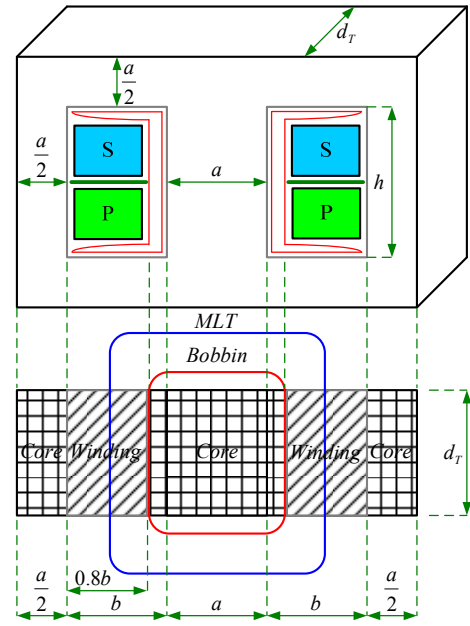 d_T
a/2
a/2
S
S
a
h
P
P
MLT
Bobbin
Core Winding Core Winding Core
d_T
a/2
0.8b
b
a
b
a/2